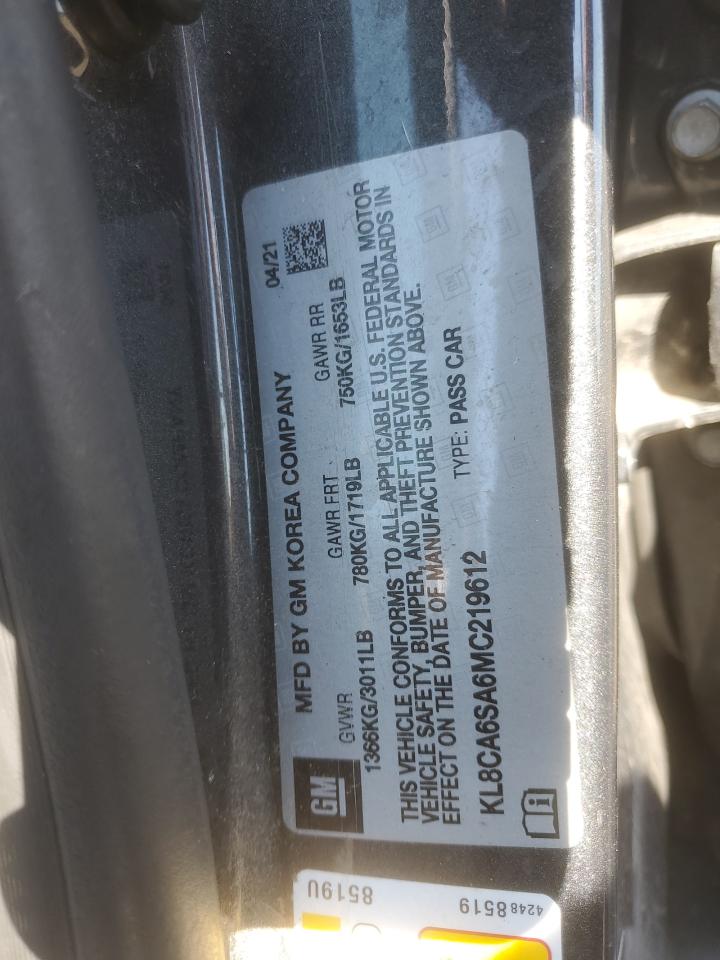 GM
MFD BY GM KOREA COMPANY
04/21
GVWR GAWR FRT GAWR RR
1366KG/3011LB 780KG/1719LB 750KG/1653LB
THIS VEHICLE CONFORMS TO ALL APPLICABLE U.S. FEDERAL MOTOR
VEHICLE SAFETY, BUMPER, AND THEFT PREVENTION STANDARDS IN
EFFECT ON THE DATE OF MANUFACTURE SHOWN ABOVE.
KL8CA6SA6MC219612 TYPE: PASS CAR
8519U
42488519